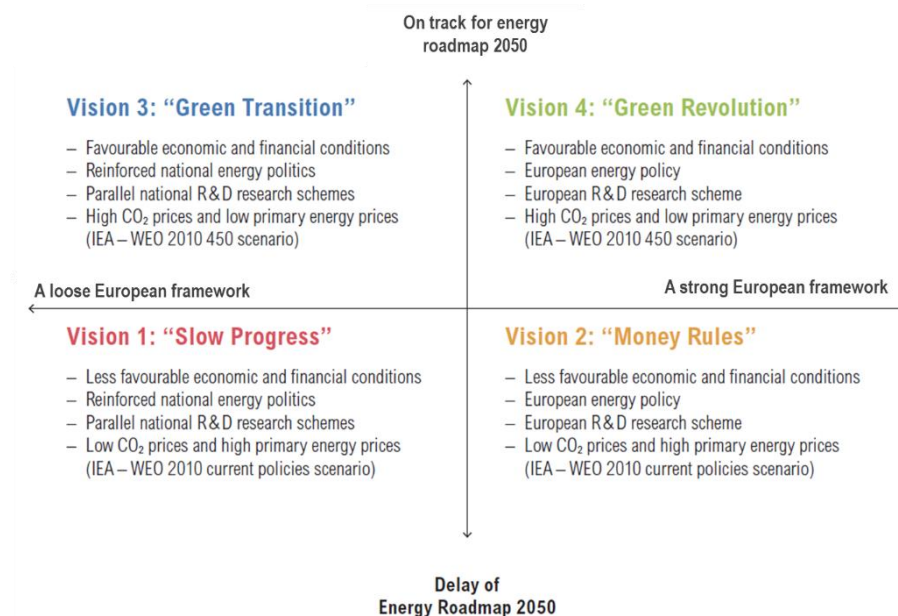 On track for energy
roadmap 2050
Vision 3: “Green Transition”
– Favourable economic and financial conditions
– Reinforced national energy politics
– Parallel national R&D research schemes
– High CO₂ prices and low primary energy prices
(IEA – WEO 2010 450 scenario)
Vision 4: “Green Revolution”
– Favourable economic and financial conditions
– European energy policy
– European R&D research scheme
– High CO₂ prices and low primary energy prices
(IEA – WEO 2010 450 scenario)
A loose European framework
A strong European framework
Vision 1: “Slow Progress”
– Less favourable economic and financial conditions
– Reinforced national energy politics
– Parallel national R&D research schemes
– Low CO₂ prices and high primary energy prices
(IEA – WEO 2010 current policies scenario)
Vision 2: “Money Rules”
– Less favourable economic and financial conditions
– European energy policy
– European R&D research scheme
– Low CO₂ prices and high primary energy prices
(IEA – WEO 2010 current policies scenario)
Delay of
Energy Roadmap 2050